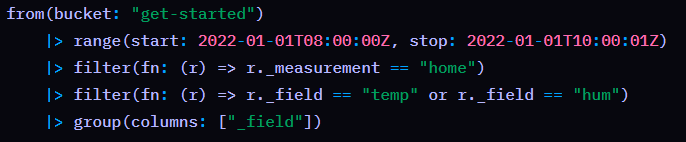 from(bucket: "get-started")
    |> range(start: 2022-01-01T08:00:00Z, stop: 2022-01-01T10:00:01Z)
    |> filter(fn: (r) => r._measurement == "home")
    |> filter(fn: (r) => r._field == "temp" or r._field == "hum")
    |> group(columns: ["_field"])